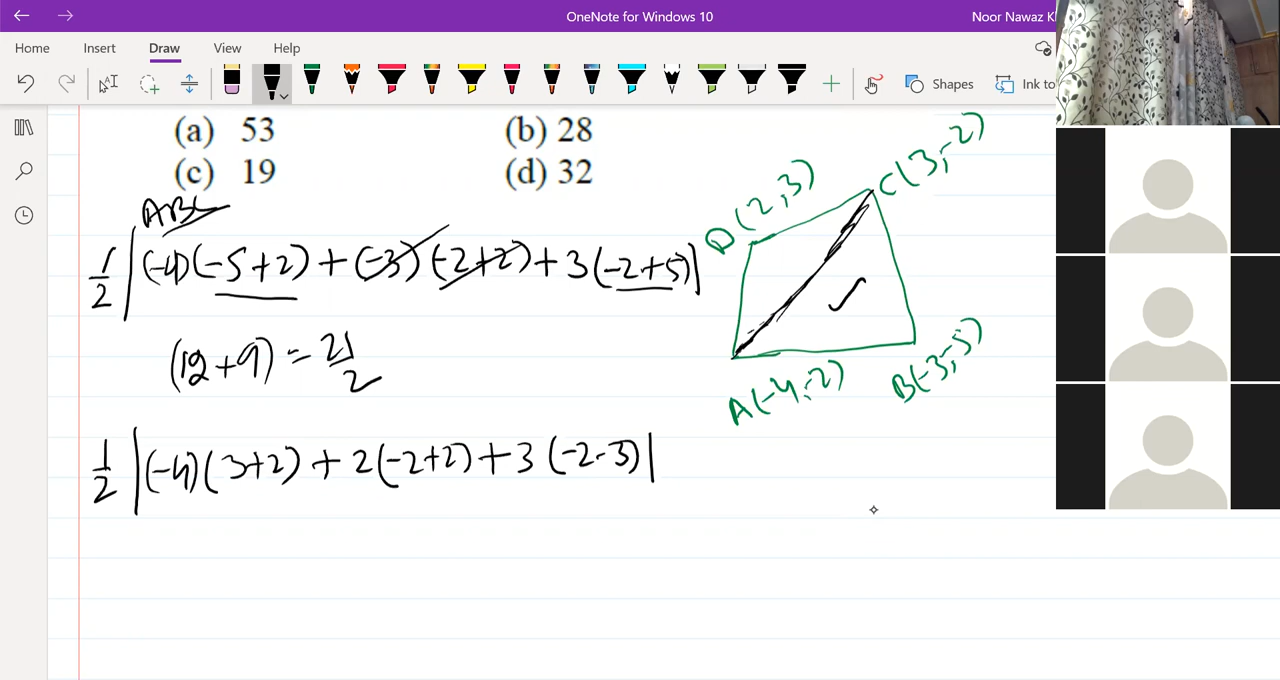 OneNote for Windows 10
Noor Nawaz Kh
Home Insert Draw View Help
Shapes
Ink to
(a) 53
(b) 28
(c) 19
(d) 32
ABC
1/2 |(-4)(-5+2) + (-3)(-2+2) + 3(-2+5)|
(12+9) = 21/2
1/2 |(-4)(3+2) + 2(-2+2) + 3(-2-3)|
D(2,3)
C(3,-2)
A(-4,-2)
B(-3,-5)